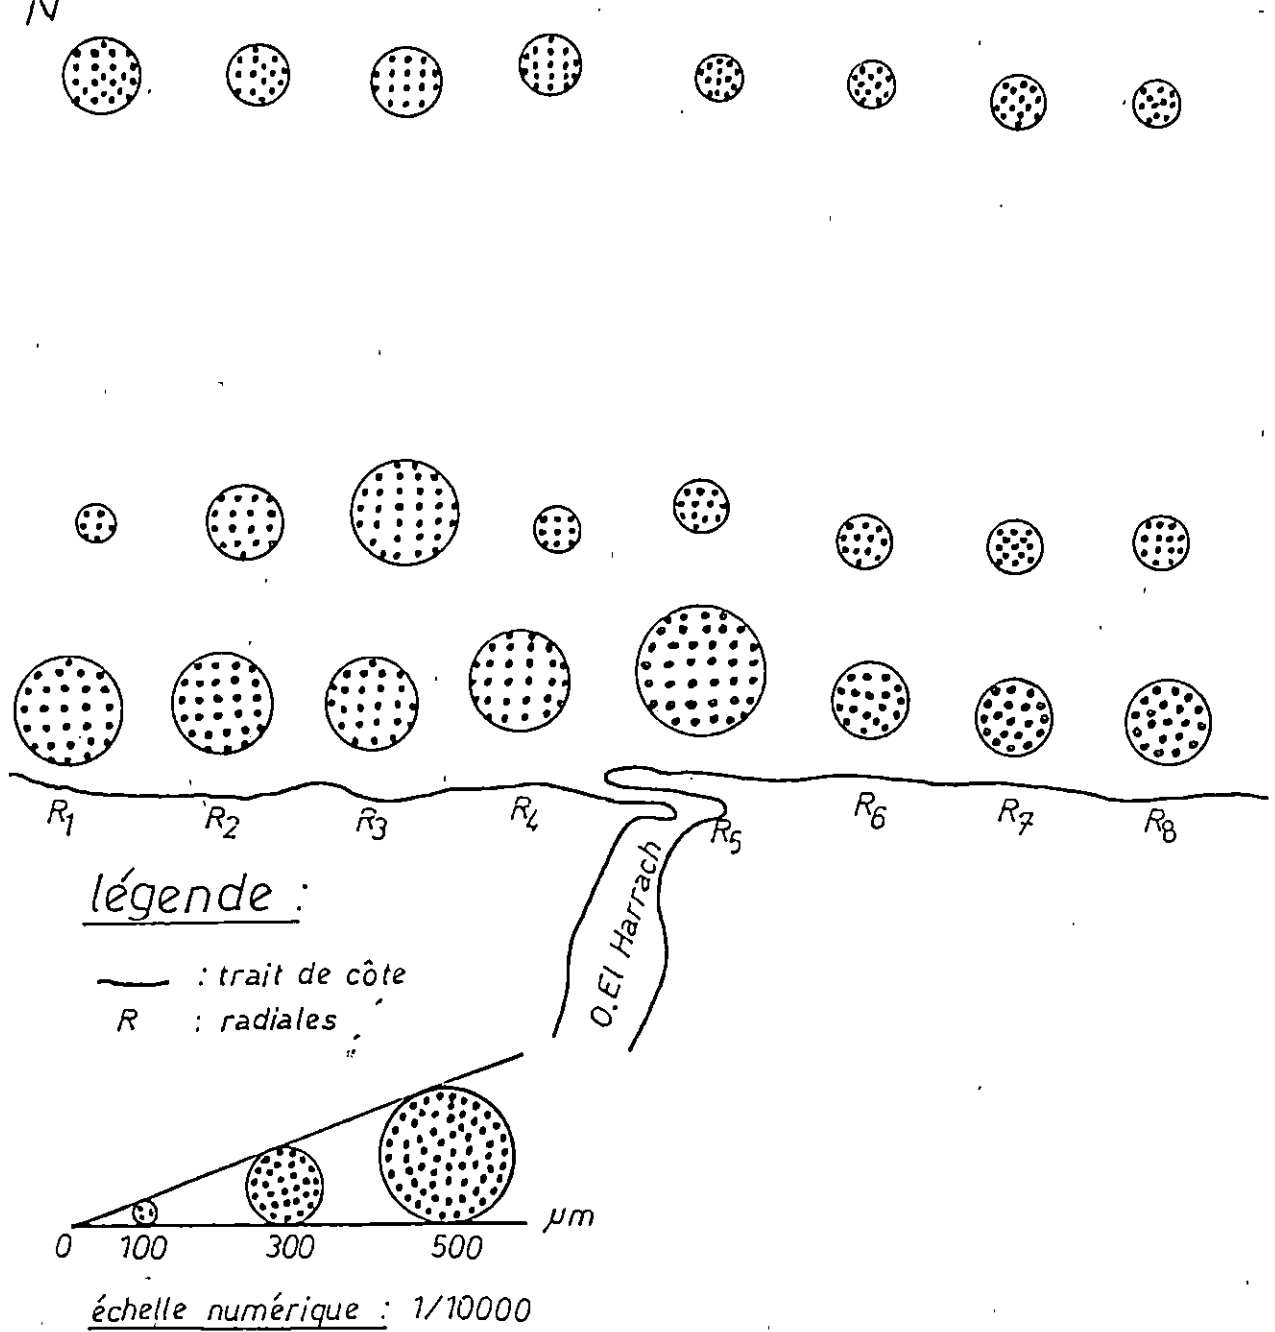 N
R1 R2 R3 R4 R5 R6 R7 R8
O.El Harrach
légende :
: trait de côte
R : radiales
0 100 300 500 µm
échelle numérique : 1/10000